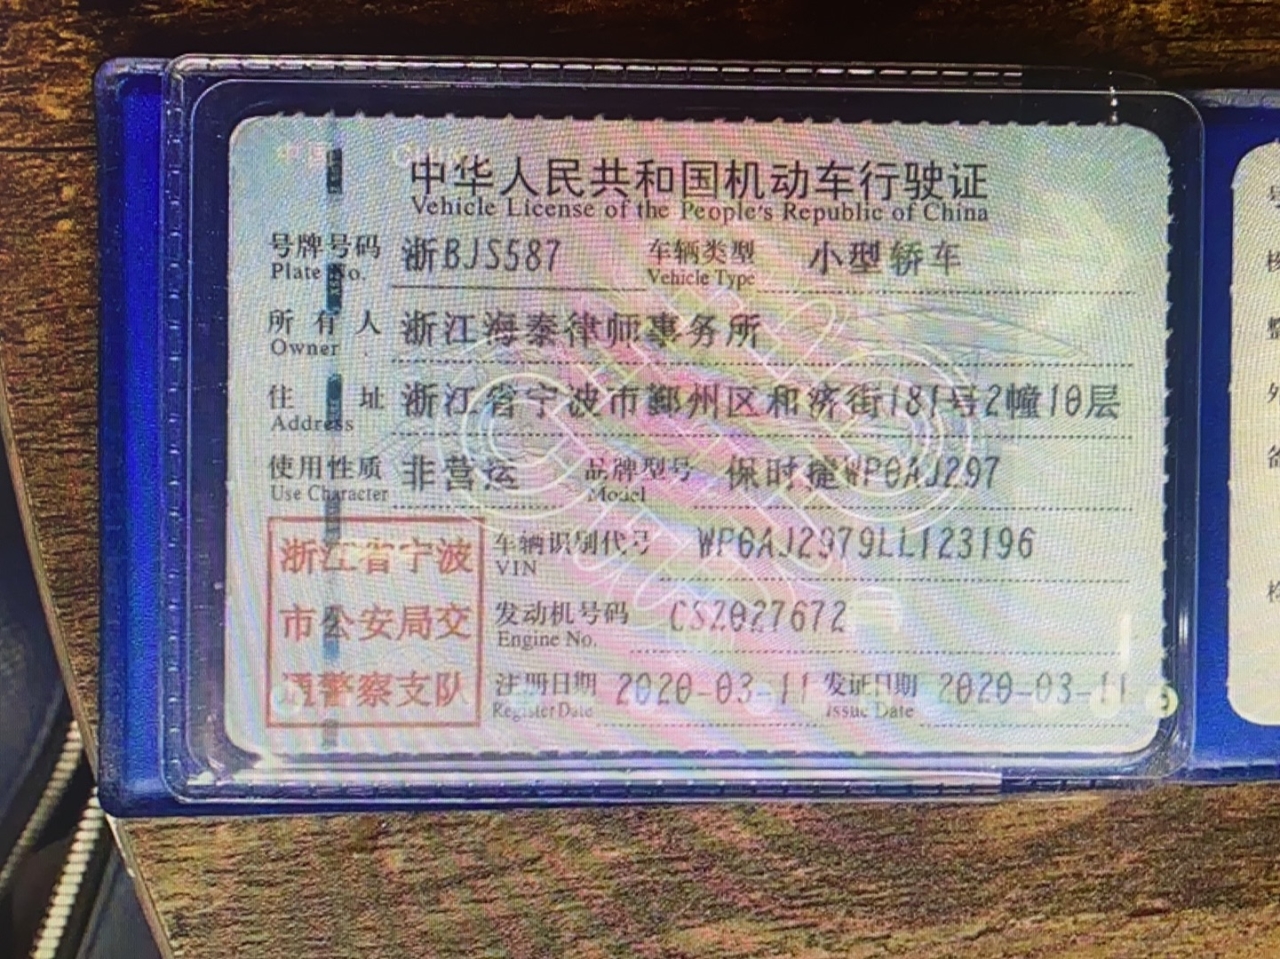 中华人民共和国机动车行驶证
Vehicle License of the People's Republic of China
号牌号码 浙BJS587 车辆类型 小型轿车
Plate No. Vehicle Type
所有人 浙江海泰律师事务所
Owner
住址 浙江省宁波市鄞州区和济街181号2幢10层
Address
使用性质 非营运 品牌型号 保时捷WP0AJ297
Use Character Model
浙江省宁波
市公安局交
通警察支队
车辆识别代号 WP0AJ2979LL123196
VIN
发动机号码 CSZ027672
Engine No.
注册日期 2020-03-11 发证日期 2020-03-11
Register Date Issue Date